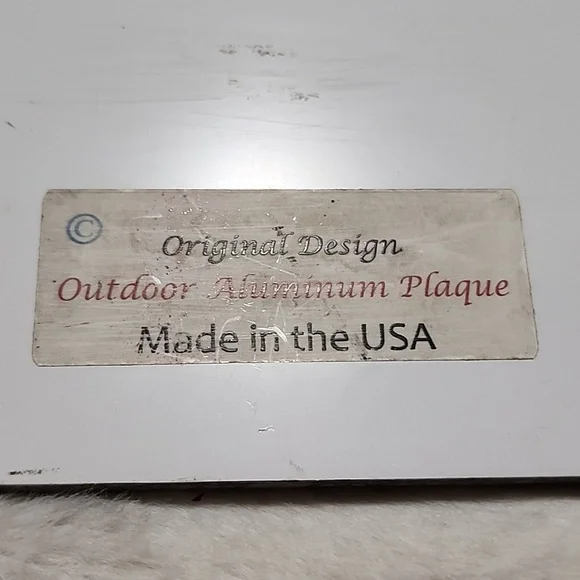 ©
Original Design
Outdoor Aluminum Plaque
Made in the USA